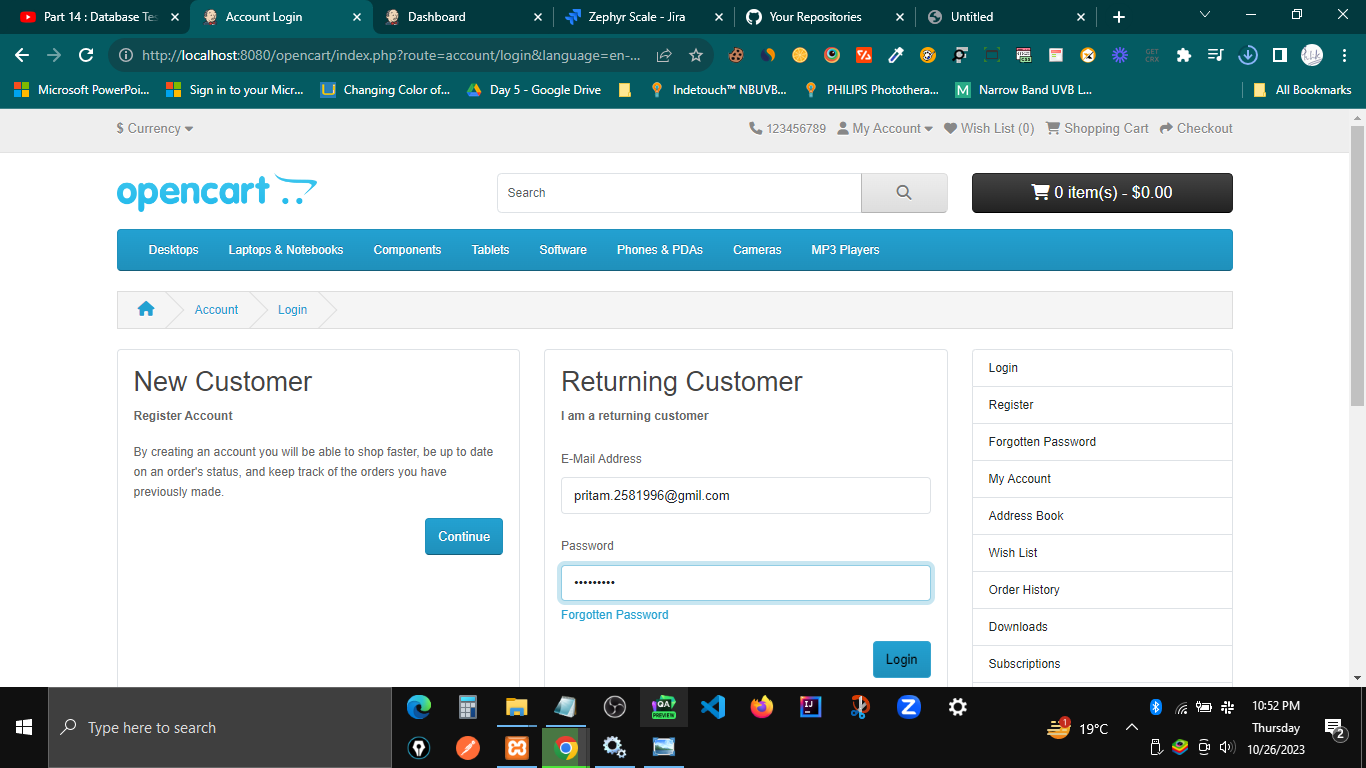 Part 14 : Database Tes
Account Login
Dashboard
Zephyr Scale - Jira
Your Repositories
Untitled
http://localhost:8080/opencart/index.php?route=account/login&language=en-...
GET CRX
Microsoft PowerPoi...
Sign in to your Micr...
Changing Color of...
Day 5 - Google Drive
Indetouch™ NBUVB...
PHILIPS Photothera...
Narrow Band UVB L...
All Bookmarks
$ Currency
123456789
My Account
Wish List (0)
Shopping Cart
Checkout
opencart
Search
0 item(s) - $0.00
Desktops
Laptops & Notebooks
Components
Tablets
Software
Phones & PDAs
Cameras
MP3 Players
Account
Login
New Customer
Register Account
By creating an account you will be able to shop faster, be up to date
on an order's status, and keep track of the orders you have
previously made.
Continue
Returning Customer
I am a returning customer
E-Mail Address
pritam.2581996@gmil.com
Password
•••••••••
Forgotten Password
Login
Login
Register
Forgotten Password
My Account
Address Book
Wish List
Order History
Downloads
Subscriptions
Type here to search
QA
PREVIEW
IJ
1
19°C
10:52 PM
Thursday
10/26/2023
2